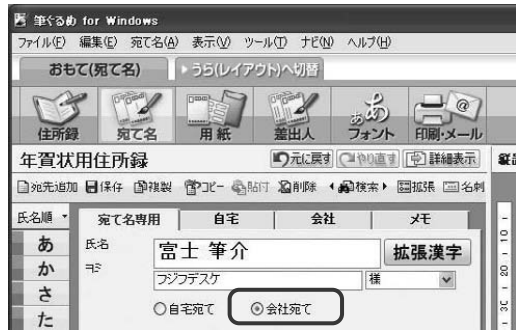 筆ぐるめ for Windows
ファイル(F) 編集(E) 宛て名(A) 表示(V) ツール(T) ナビ(N) ヘルプ(H)
おもて(宛て名) うら(レイアウト)へ切替
住所録 宛て名 用紙 差出人 フォント 印刷・メール
年賀状用住所録 元に戻す やり直す 詳細表示
宛先追加 保存 複製 コピー 貼付 削除 検索 拡張 名刺
氏名順 宛て名専用 自宅 会社 メモ
あ 氏名 富士 筆介 拡張漢字
か ヨミ フジフデスケ 様
さ 自宅宛て 会社宛て
た
10
20
30